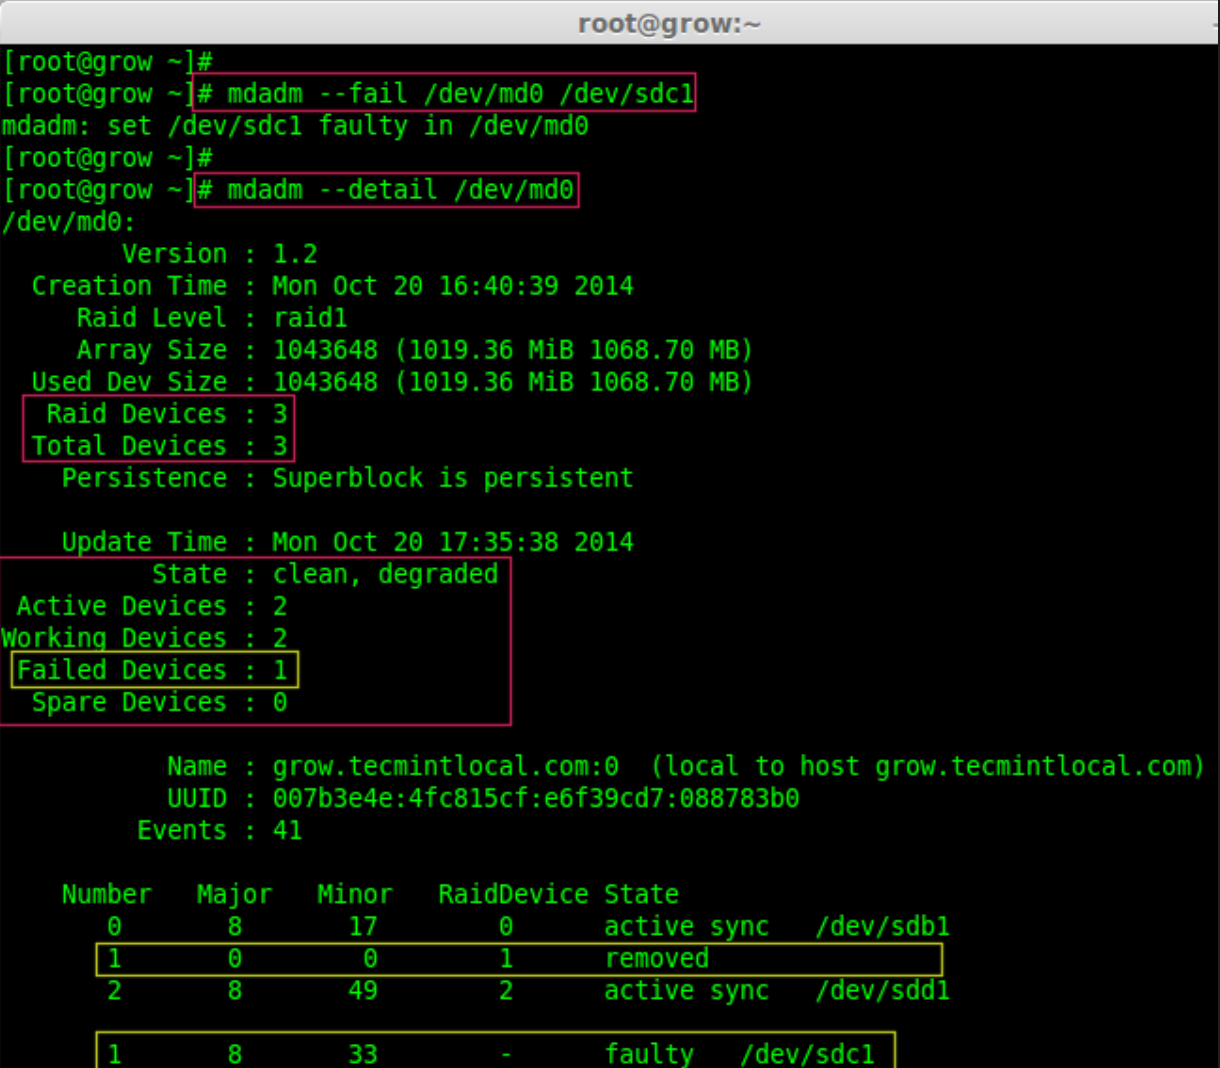 root@grow:~
[root@grow ~]#
[root@grow ~]# mdadm --fail /dev/md0 /dev/sdc1
mdadm: set /dev/sdc1 faulty in /dev/md0
[root@grow ~]#
[root@grow ~]# mdadm --detail /dev/md0
/dev/md0:
Version : 1.2
Creation Time : Mon Oct 20 16:40:39 2014
Raid Level : raid1
Array Size : 1043648 (1019.36 MiB 1068.70 MB)
Used Dev Size : 1043648 (1019.36 MiB 1068.70 MB)
Raid Devices : 3
Total Devices : 3
Persistence : Superblock is persistent
Update Time : Mon Oct 20 17:35:38 2014
State : clean, degraded
Active Devices : 2
Working Devices : 2
Failed Devices : 1
Spare Devices : 0
Name : grow.tecmintlocal.com:0  (local to host grow.tecmintlocal.com)
UUID : 007b3e4e:4fc815cf:e6f39cd7:088783b0
Events : 41
Number   Major   Minor   RaidDevice State
0       8       17        0      active sync   /dev/sdb1
1       0        0        1      removed
2       8       49        2      active sync   /dev/sdd1
1       8       33        -      faulty   /dev/sdc1